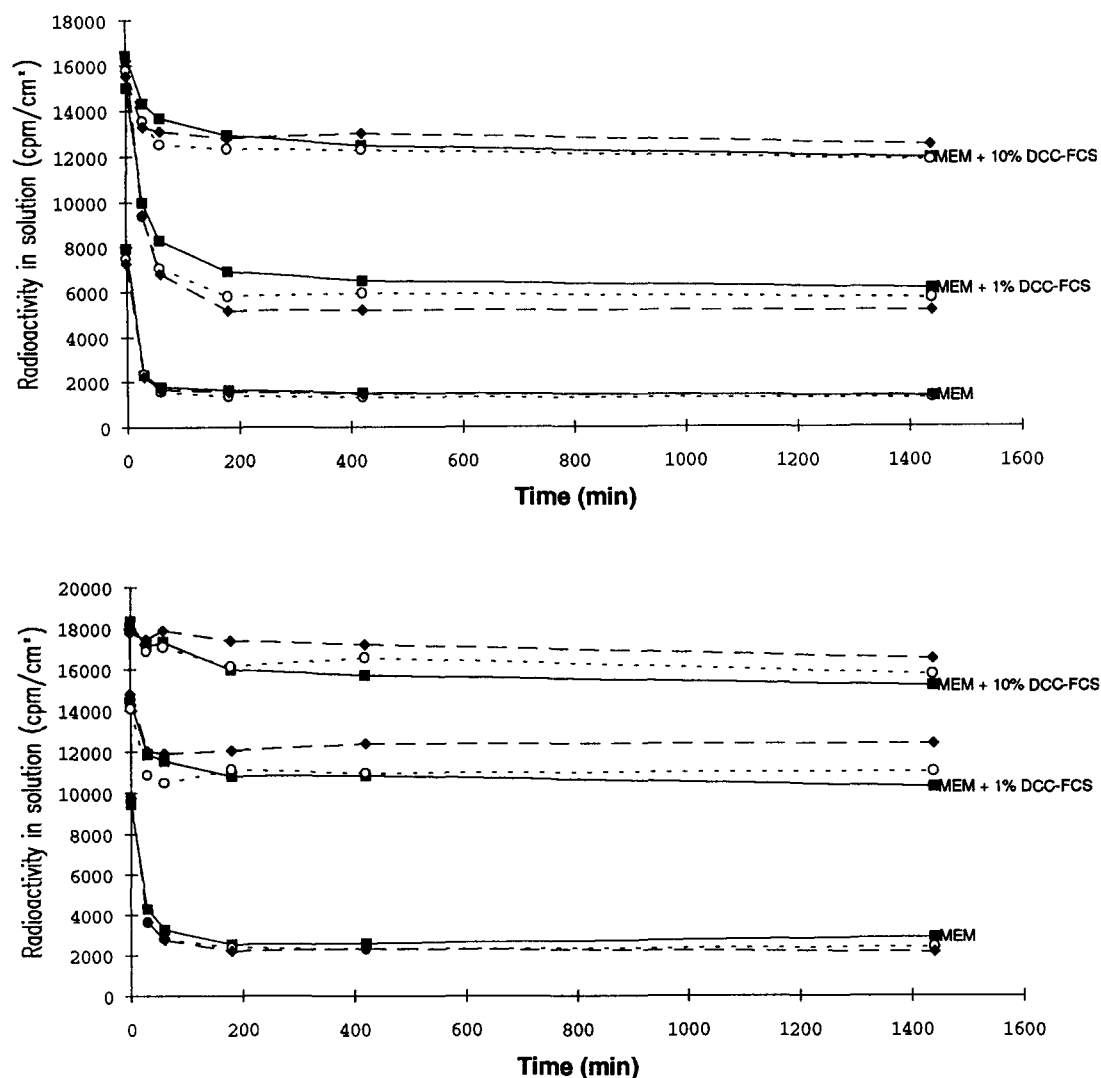 18000
16000
14000
12000
10000
8000
6000
4000
2000
0
Radioactivity in solution (cpm/cm²)
MEM + 10% DCC-FCS
MEM + 1% DCC-FCS
MEM
0 200 400 600 800 1000 1200 1400 1600
Time (min)
20000
18000
16000
14000
12000
10000
8000
6000
4000
2000
0
Radioactivity in solution (cpm/cm²)
MEM + 10% DCC-FCS
MEM + 1% DCC-FCS
MEM
0 200 400 600 800 1000 1200 1400 1600
Time (min)